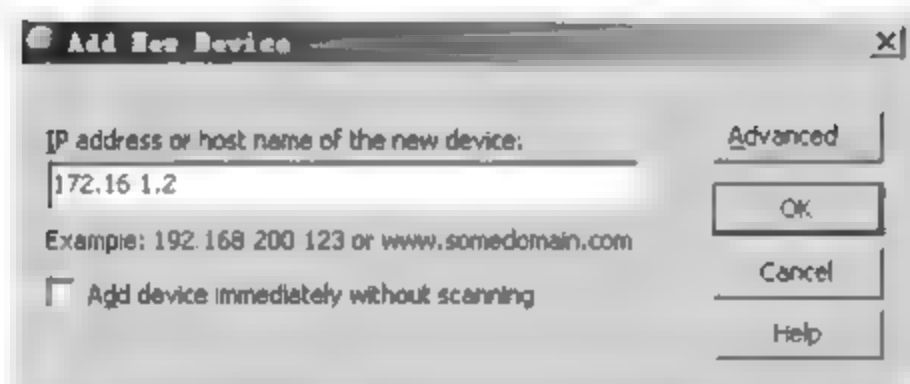 Add New Device
IP address or host name of the new device:
172.16 1.2
Example: 192 168 200 123 or www.somedomain.com
Add device immediately without scanning
Advanced
OK
Cancel
Help